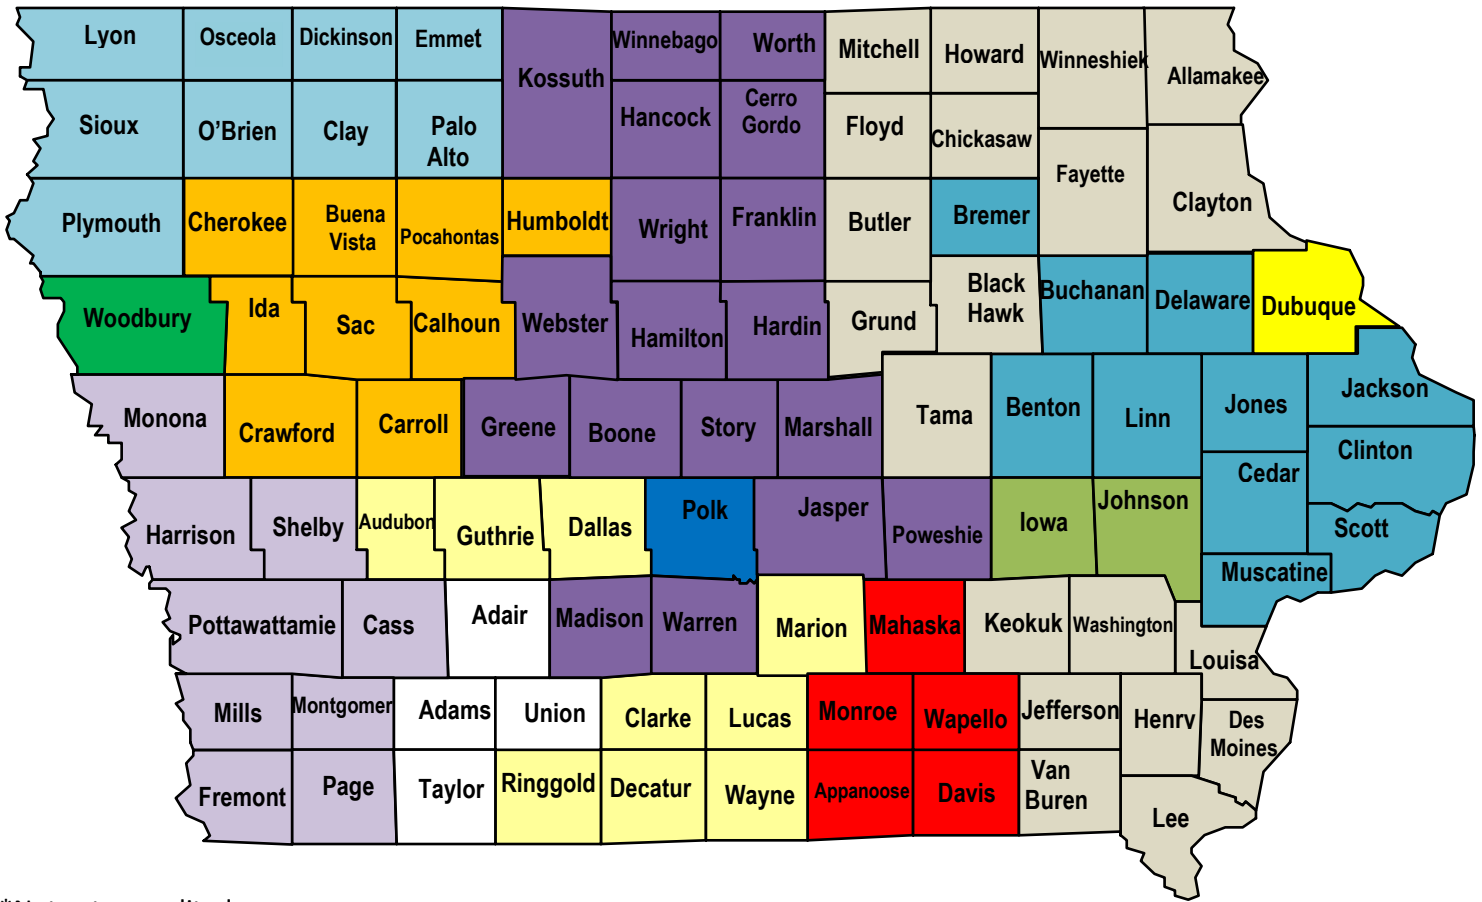 Lyon
Osceola
Dickinson
Emmet
Kossuth
Winnebago
Worth
Mitchell
Howard
Winneshiek
Allamakee
Sioux
O'Brien
Clay
Palo
Alto
Hancock
Cerro
Gordo
Floyd
Chickasaw
Fayette
Clayton
Plymouth
Cherokee
Buena
Vista
Pocahontas
Humboldt
Wright
Franklin
Butler
Bremer
Woodbury
Ida
Sac
Calhoun
Webster
Hamilton
Hardin
Grund
Black
Hawk
Buchanan
Delaware
Dubuque
Monona
Crawford
Carroll
Greene
Boone
Story
Marshall
Tama
Benton
Linn
Jones
Jackson
Clinton
Cedar
Harrison
Shelby
Audubon
Guthrie
Dallas
Polk
Jasper
Poweshie
Iowa
Johnson
Scott
Muscatine
Pottawattamie
Cass
Adair
Madison
Warren
Marion
Mahaska
Keokuk
Washington
Louisa
Mills
Montgomer
Adams
Union
Clarke
Lucas
Monroe
Wapello
Jefferson
Henry
Des
Moines
Fremont
Page
Taylor
Ringgold
Decatur
Wayne
Appanoose
Davis
Van
Buren
Lee